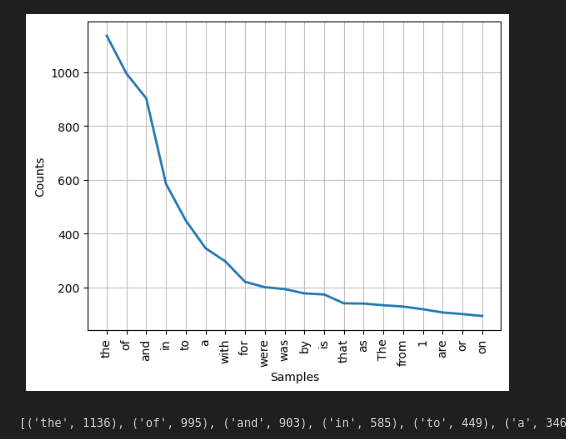 1000
800
600
400
200
Counts
the of and in to a with for were was by is that as The from 1 are or on
Samples
[('the', 1136), ('of', 995), ('and', 903), ('in', 585), ('to', 449), ('a', 346